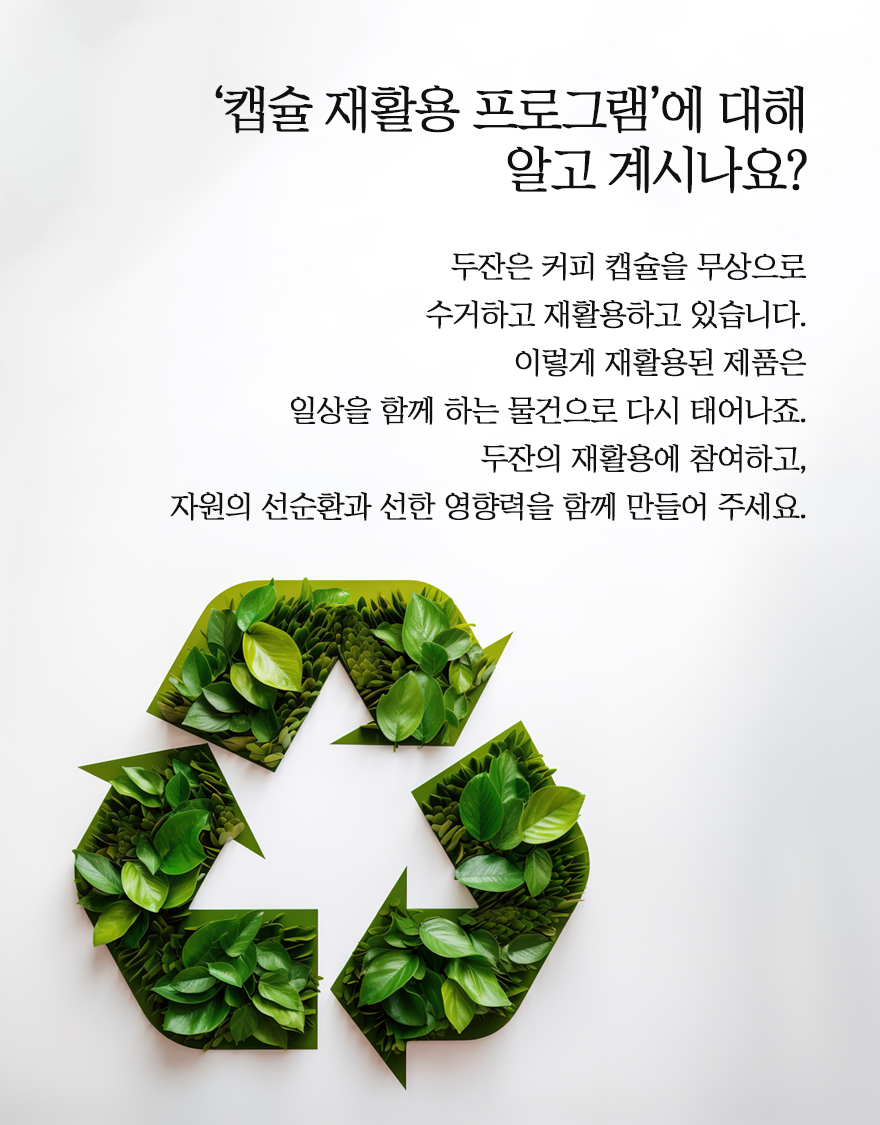 ‘캡슐 재활용 프로그램’에 대해
알고 계시나요?
두잔은 커피 캡슐을 무상으로
수거하고 재활용하고 있습니다.
이렇게 재활용된 제품은
일상을 함께 하는 물건으로 다시 태어나죠.
두잔의 재활용에 참여하고,
자원의 선순환과 선한 영향력을 함께 만들어 주세요.